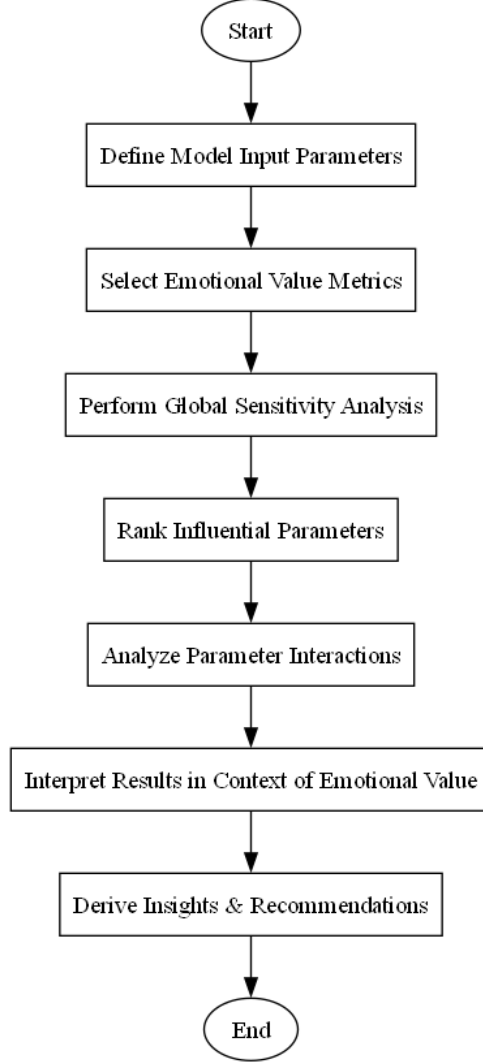 Start
Define Model Input Parameters
Select Emotional Value Metrics
Perform Global Sensitivity Analysis
Rank Influential Parameters
Analyze Parameter Interactions
Interpret Results in Context of Emotional Value
Derive Insights & Recommendations
End